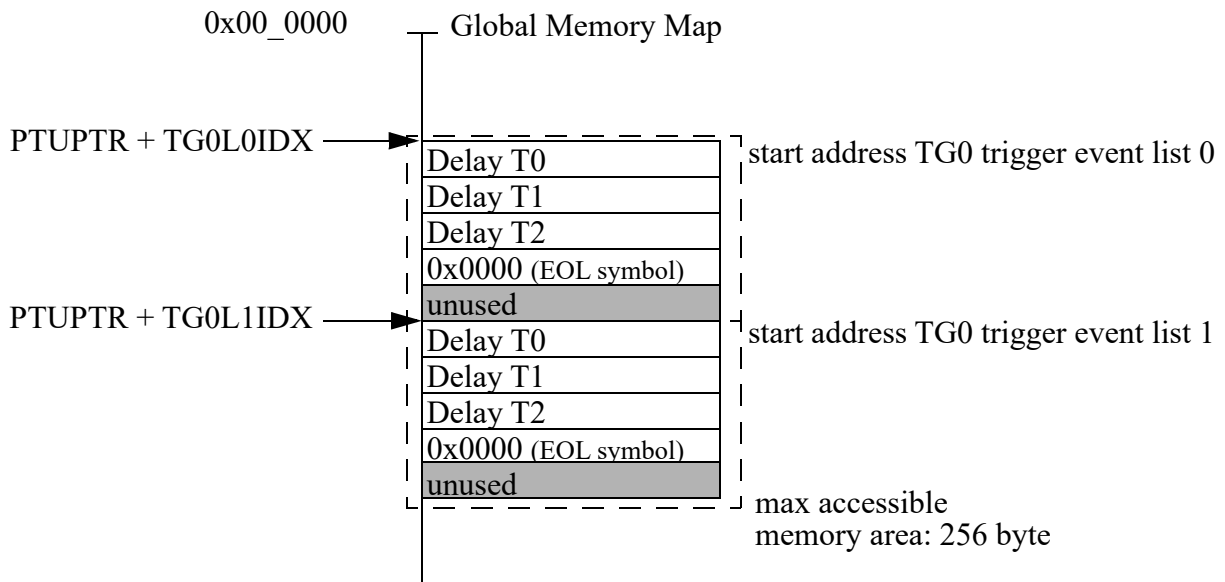 0x00_0000
Global Memory Map
PTUPTR + TG0L0IDX
start address TG0 trigger event list 0
Delay T0
Delay T1
Delay T2
0x0000 (EOL symbol)
unused
PTUPTR + TG0L1IDX
start address TG0 trigger event list 1
Delay T0
Delay T1
Delay T2
0x0000 (EOL symbol)
unused
max accessible
memory area: 256 byte